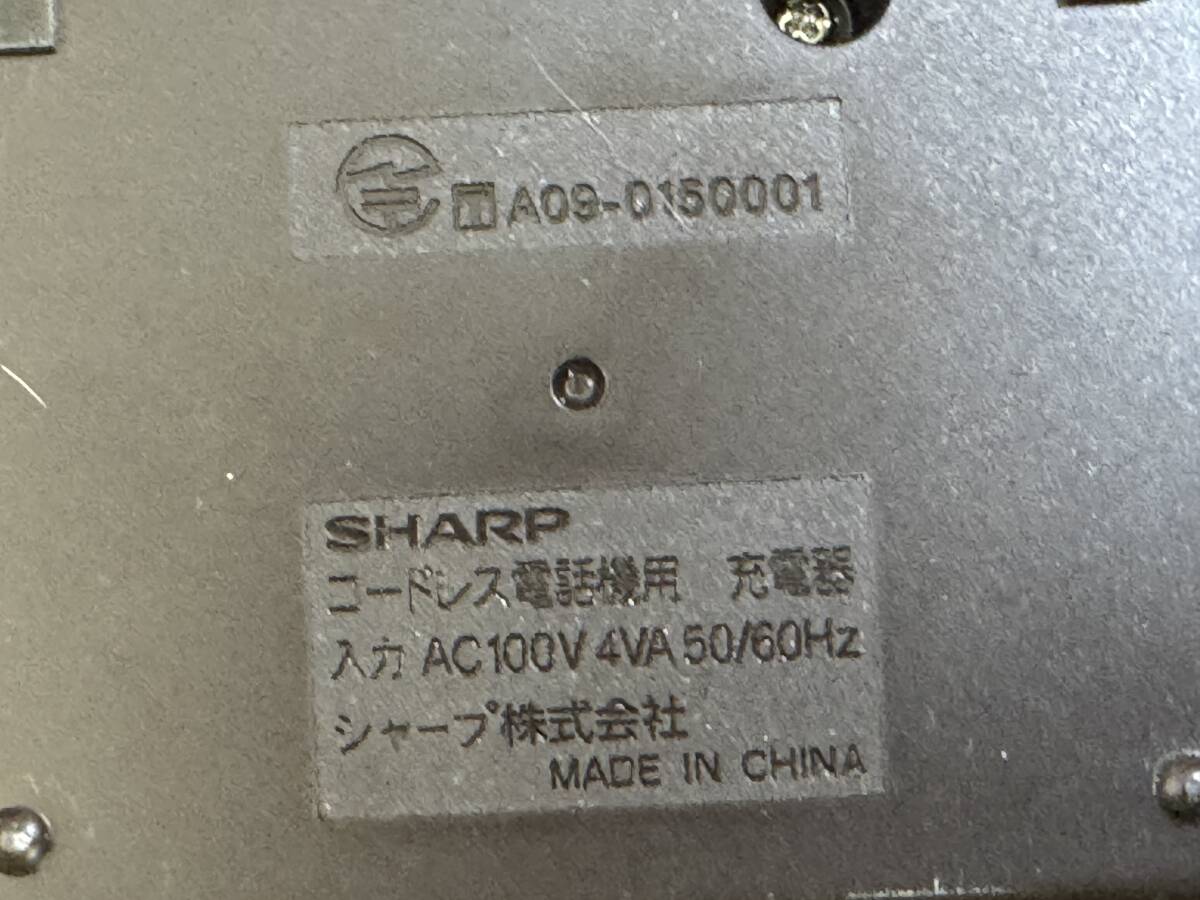 T A09-0150001
SHARP
コードレス電話機用 充電器
入力 AC100V 4VA 50/60Hz
シャープ株式会社
MADE IN CHINA